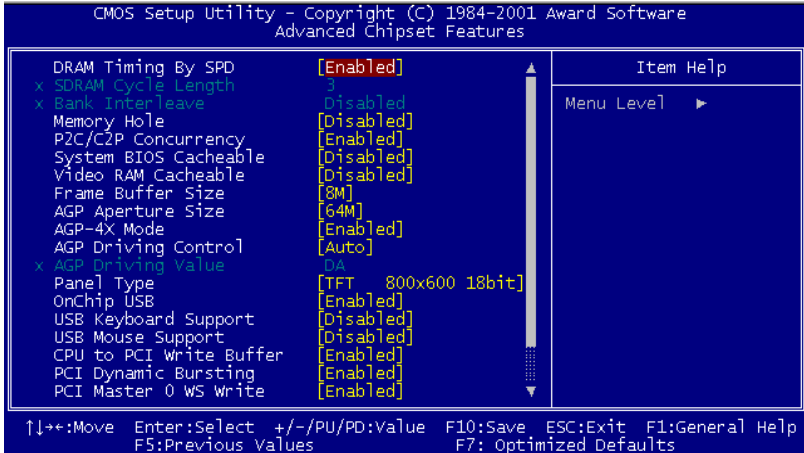 CMOS Setup Utility – Copyright (C) 1984-2001 Award Software
Advanced Chipset Features
DRAM Timing By SPD [Enabled]
x SDRAM Cycle Length 3
x Bank Interleave Disabled
Memory Hole [Disabled]
P2C/C2P Concurrency [Enabled]
System BIOS Cacheable [Disabled]
Video RAM Cacheable [Disabled]
Frame Buffer Size [8M]
AGP Aperture Size [64M]
AGP-4X Mode [Enabled]
AGP Driving Control [Auto]
x AGP Driving Value DA
Panel Type [TFT 800x600 18bit]
OnChip USB [Enabled]
USB Keyboard Support [Disabled]
USB Mouse Support [Disabled]
CPU to PCI Write Buffer [Enabled]
PCI Dynamic Bursting [Enabled]
PCI Master 0 WS Write [Enabled]
Item Help
Menu Level ►
↑↓→←:Move Enter:Select +/-/PU/PD:Value F10:Save ESC:Exit F1:General Help
F5:Previous Values F7: Optimized Defaults